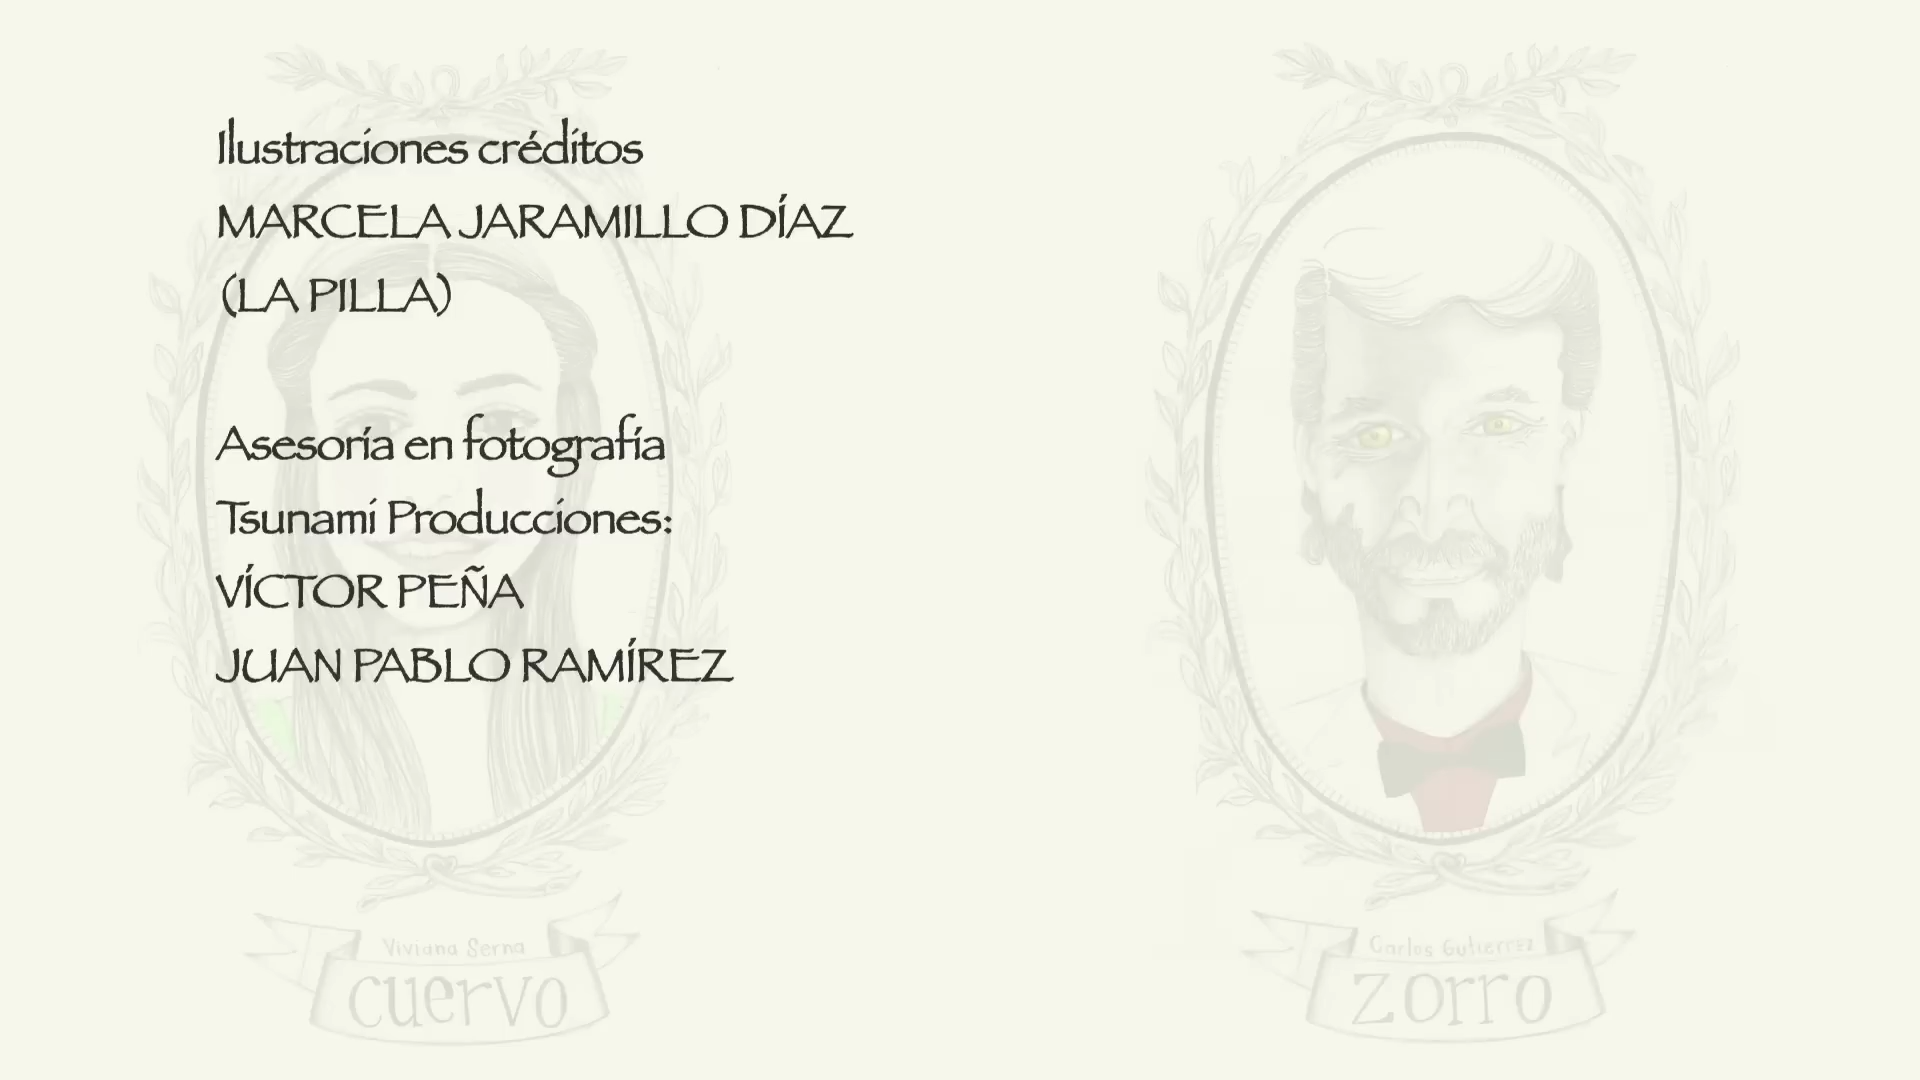 Ilustraciones créditos
MARCELA JARAMILLO DÍAZ
(LA PILLA)
Asesoría en fotografía
Tsunami Producciones:
VÍCTOR PEÑA
JUAN PABLO RAMÍREZ
Viviana Serna
cuervo
Carlos Gutierrez
zorro